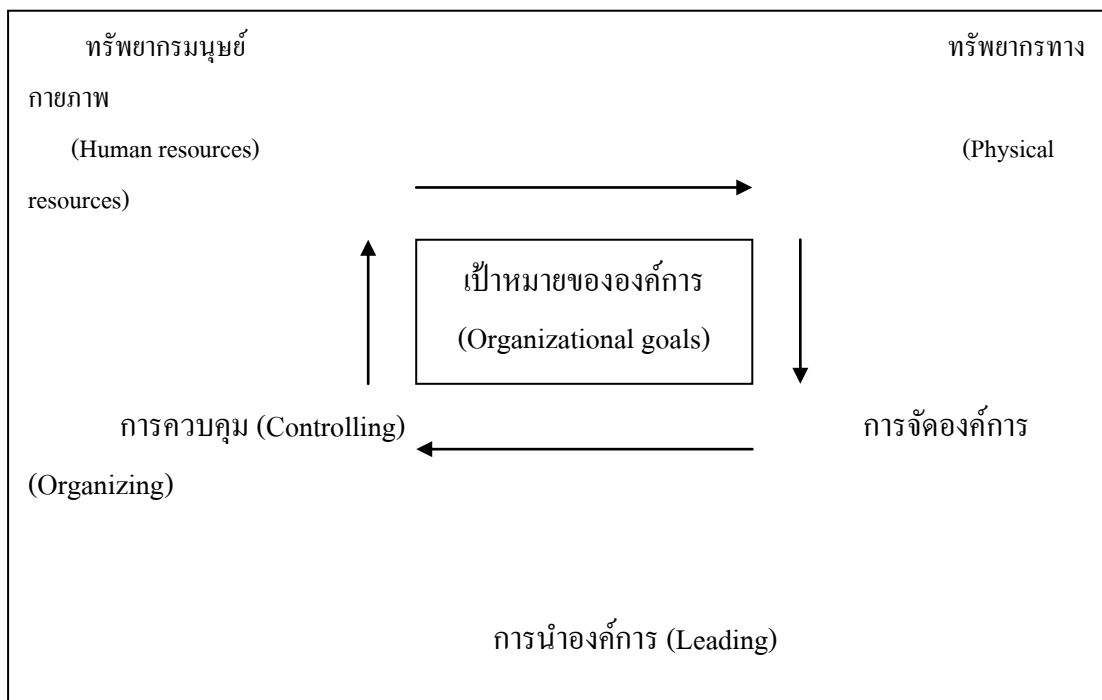 ทรัพยากรมนุษย์ ทรัพยากรทาง
กายภาพ
(Human resources) (Physical
resources)
เป้าหมายขององค์การ
(Organizational goals)
การควบคุม (Controlling) การจัดองค์การ
(Organizing)
การนำองค์การ (Leading)